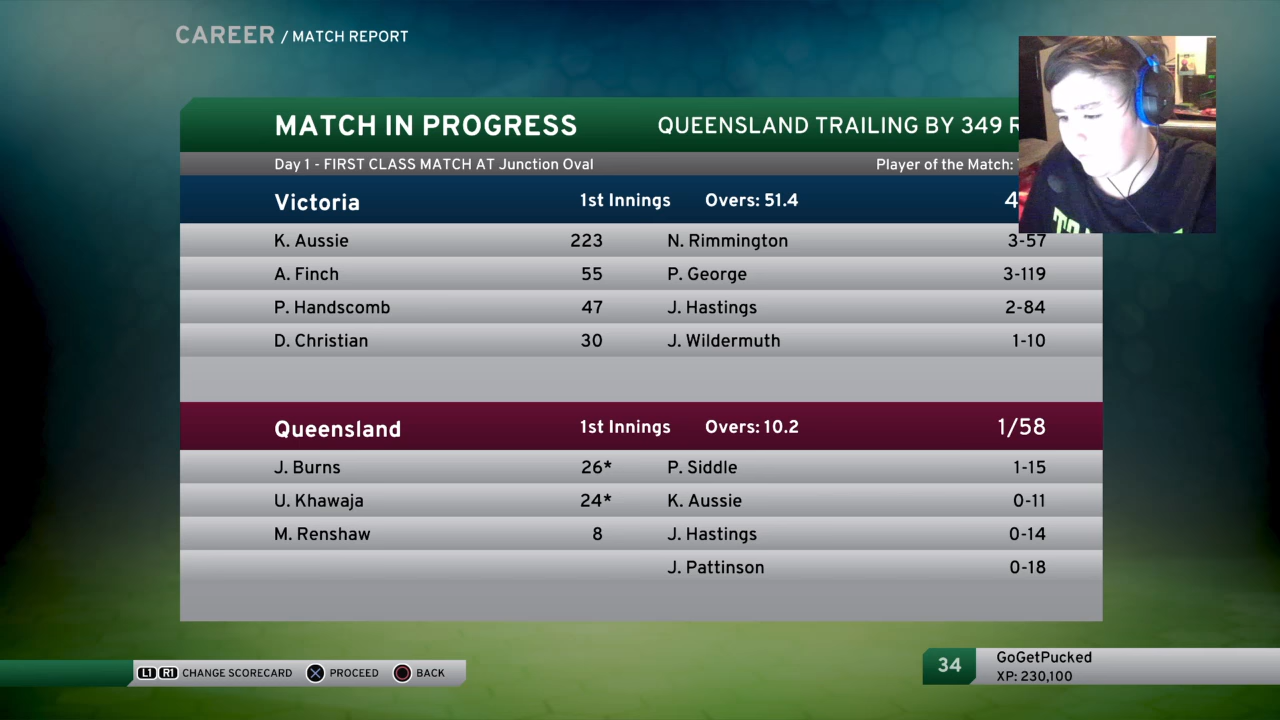 CAREER / MATCH REPORT
MATCH IN PROGRESS QUEENSLAND TRAILING BY 349
Day 1 - FIRST CLASS MATCH AT Junction Oval Player of the Match:
Victoria 1st Innings Overs: 51.4
K. Aussie 223 N. Rimmington 3-57
A. Finch 55 P. George 3-119
P. Handscomb 47 J. Hastings 2-84
D. Christian 30 J. Wildermuth 1-10
Queensland 1st Innings Overs: 10.2 1/58
J. Burns 26* P. Siddle 1-15
U. Khawaja 24* K. Aussie 0-11
M. Renshaw 8 J. Hastings 0-14
J. Pattinson 0-18
L1 R1 CHANGE SCORECARD PROCEED BACK
34 GoGetPucked
XP: 230,100